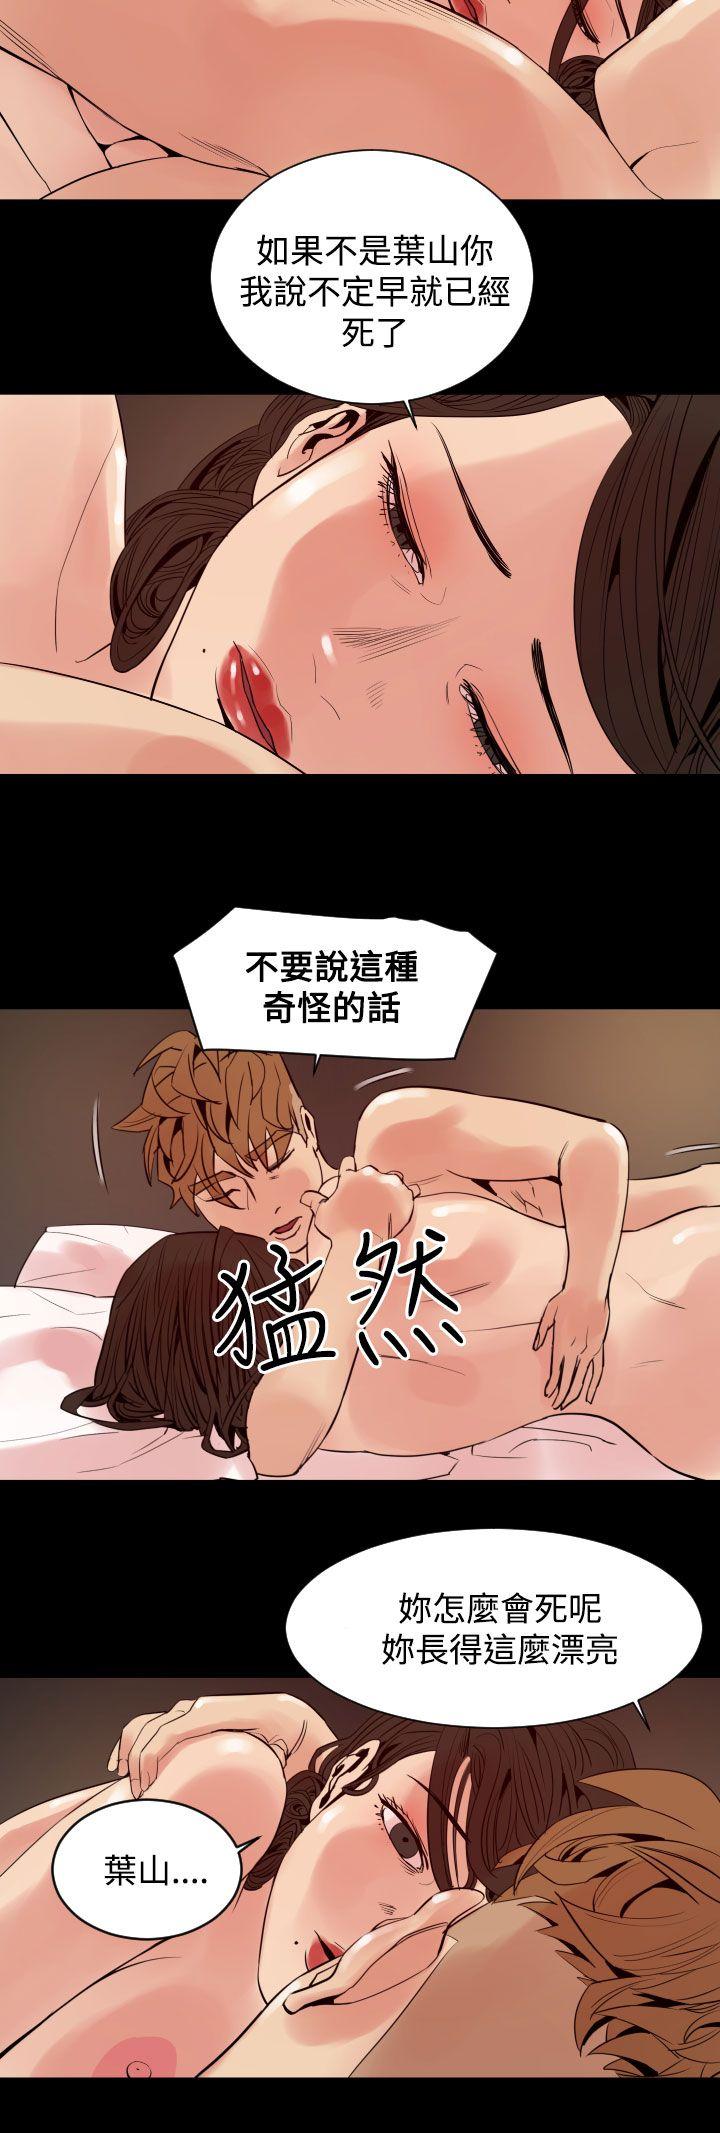 如果不是葉山你
我說不定早就已經
死了
不要說這種
奇怪的話
猛然
妳怎麼會死呢
妳長得這麼漂亮
葉山....